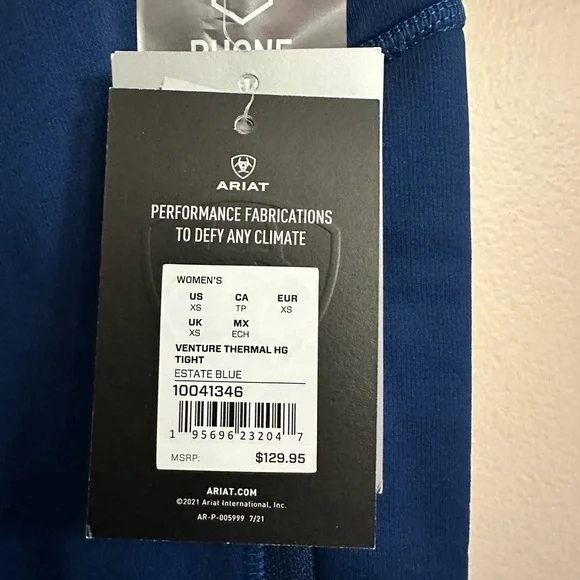 PHONE
ARIAT
PERFORMANCE FABRICATIONS
TO DEFY ANY CLIMATE
WOMEN'S
US CA EUR
XS TP XS
UK MX
XS ECH
VENTURE THERMAL HG
TIGHT
ESTATE BLUE
10041346
1 95696 23204 7
MSRP: $129.95
ARIAT.COM
©2021 Ariat International, Inc.
AR-P-005999 7/21